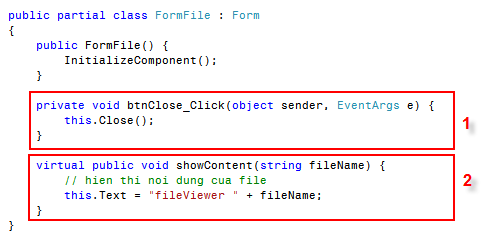 public partial class FormFile : Form
{
    public FormFile() {
        InitializeComponent();
    }
    private void btnClose_Click(object sender, EventArgs e) {
        this.Close();
    }
1
    virtual public void showContent(string fileName) {
        // hien thi noi dung cua file
        this.Text = "fileViewer " + fileName;
    }
2
}